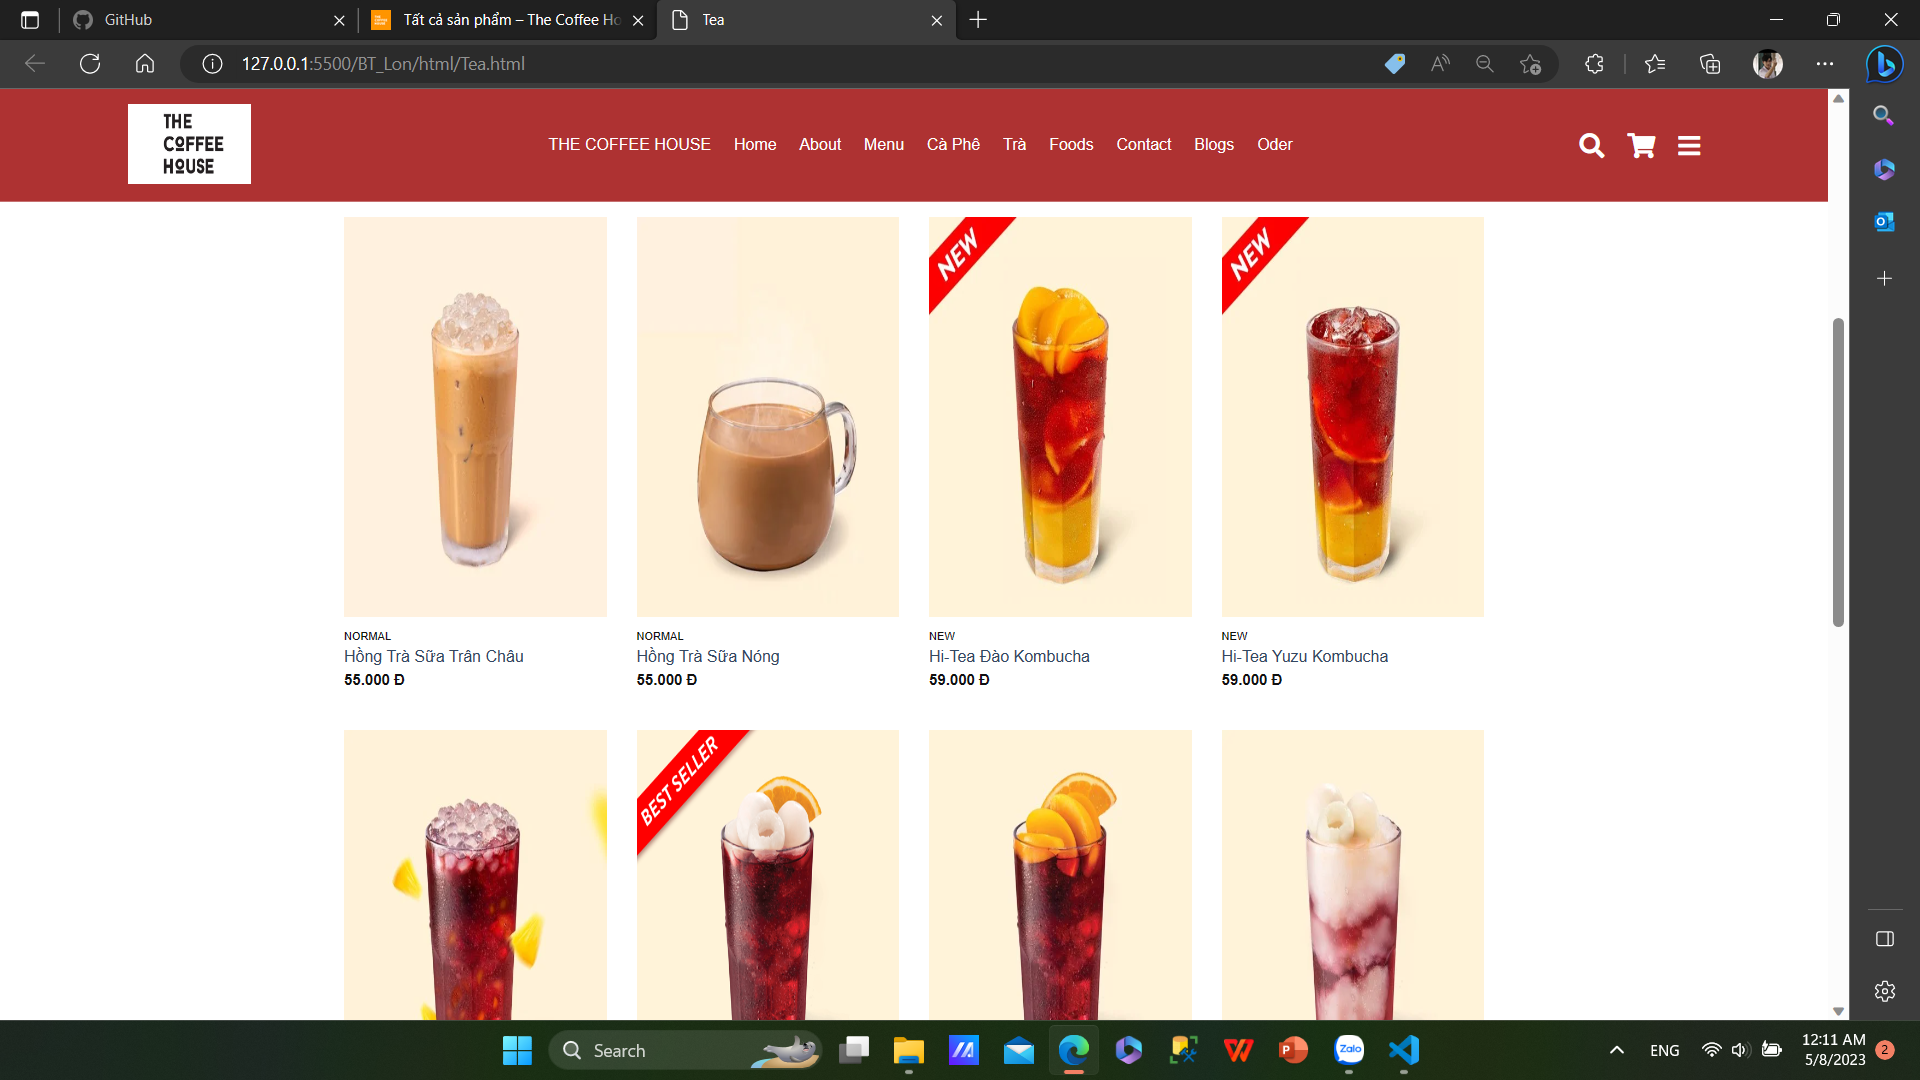 GitHub
Tất cả sản phẩm – The Coffee Ho
Tea
127.0.0.1:5500/BT_Lon/html/Tea.html
THE
COFFEE
HOUSE
THE COFFEE HOUSE Home About Menu Cà Phê Trà Foods Contact Blogs Oder
NEW
NEW
NORMAL
Hồng Trà Sữa Trân Châu
55.000 Đ
NORMAL
Hồng Trà Sữa Nóng
55.000 Đ
NEW
Hi-Tea Đào Kombucha
59.000 Đ
NEW
Hi-Tea Yuzu Kombucha
59.000 Đ
BEST SELLER
Search
Zalo
ENG
12:11 AM
5/8/2023
2